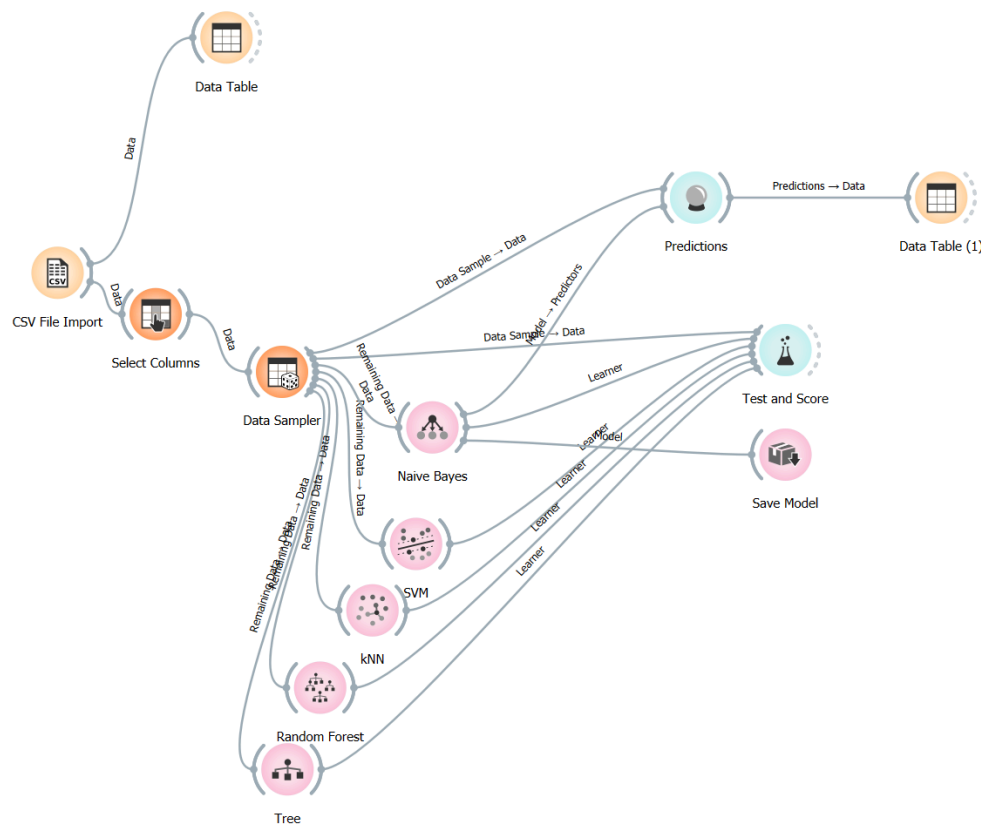 Data Table
Data
Predictions → Data
Predictions
Data Table (1)
Data Sample → Data
Model → Predictors
CSV
CSV File Import
Data
Select Columns
Data
Data Sampler
Data Sample → Data
Remaining Data →
Data
Learner
Test and Score
Naive Bayes
Model
Save Model
Remaining Data → Data
Learner
SVM
Remaining Data → Data
Learner
kNN
Remaining Data → Data
Learner
Random Forest
Remaining Data → Data
Learner
Tree